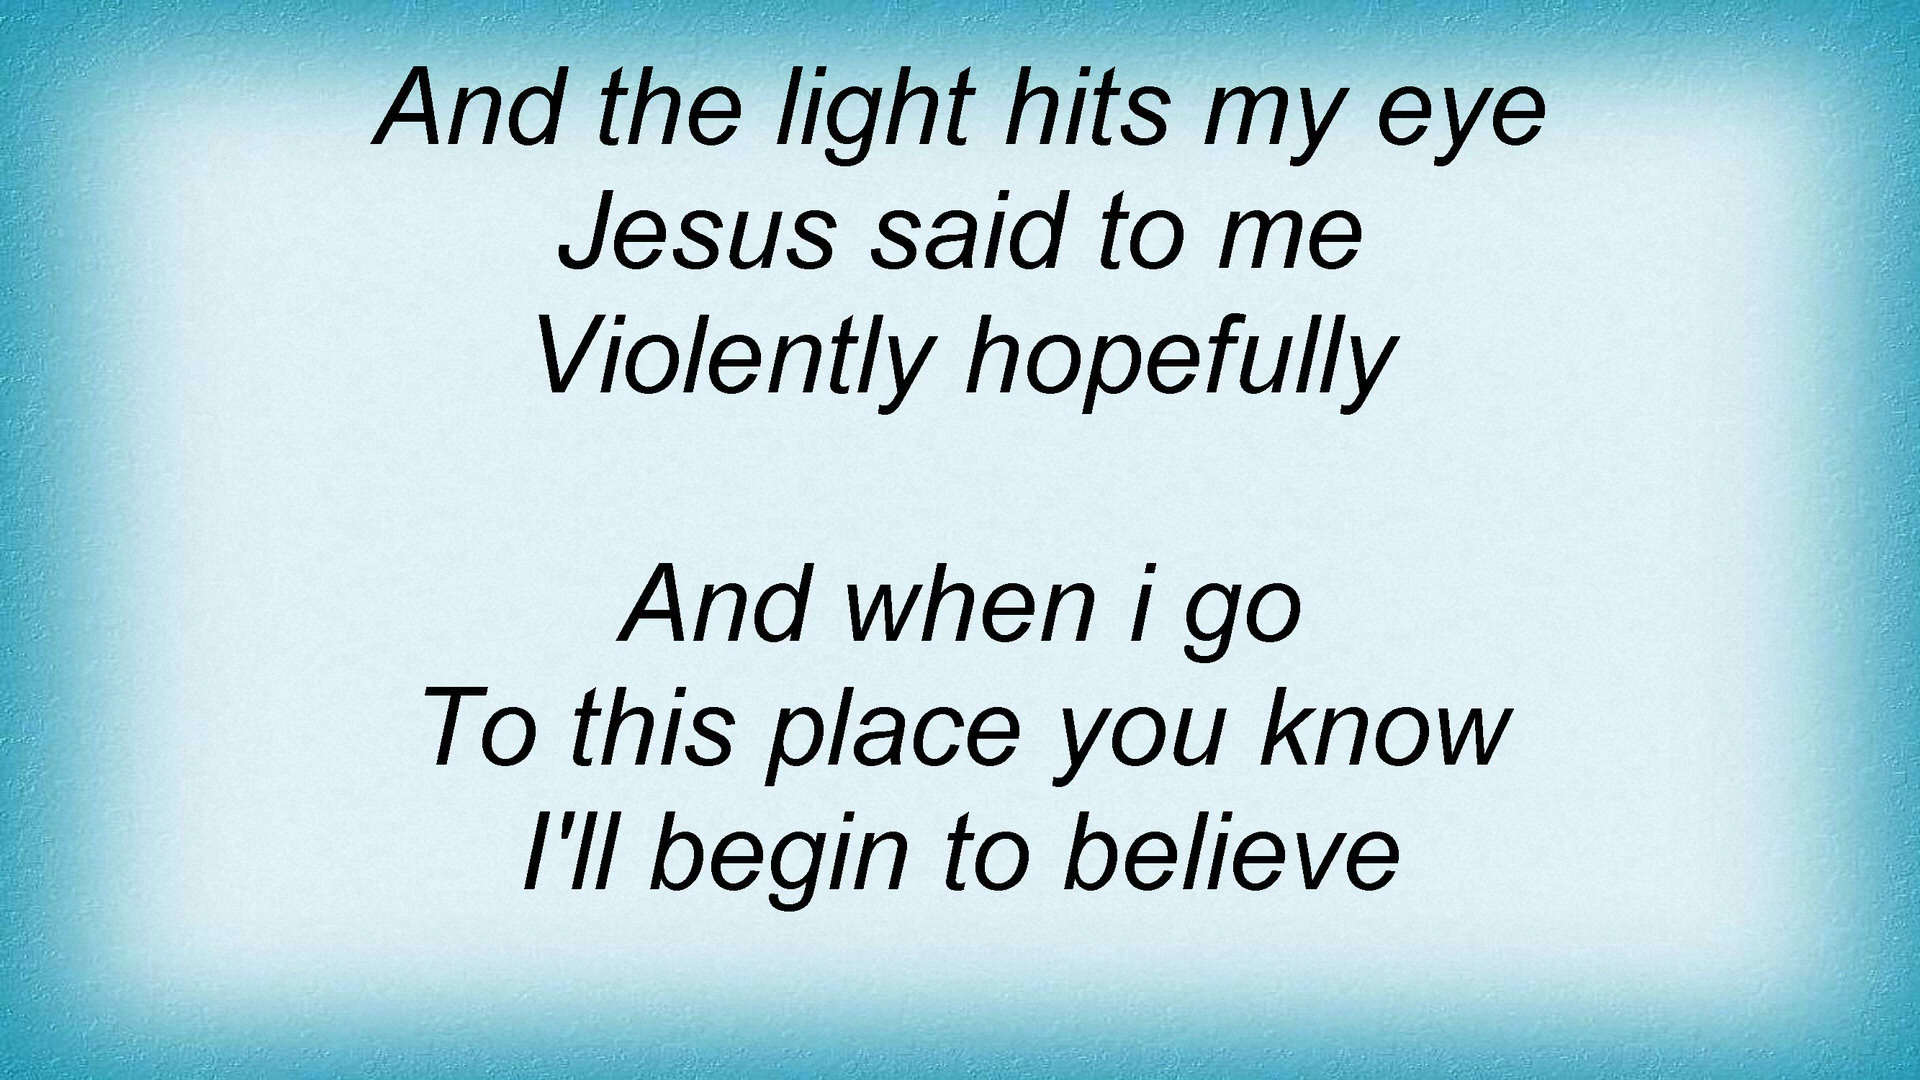 And the light hits my eye
Jesus said to me
Violently hopefully
And when i go
To this place you know
I'll begin to believe